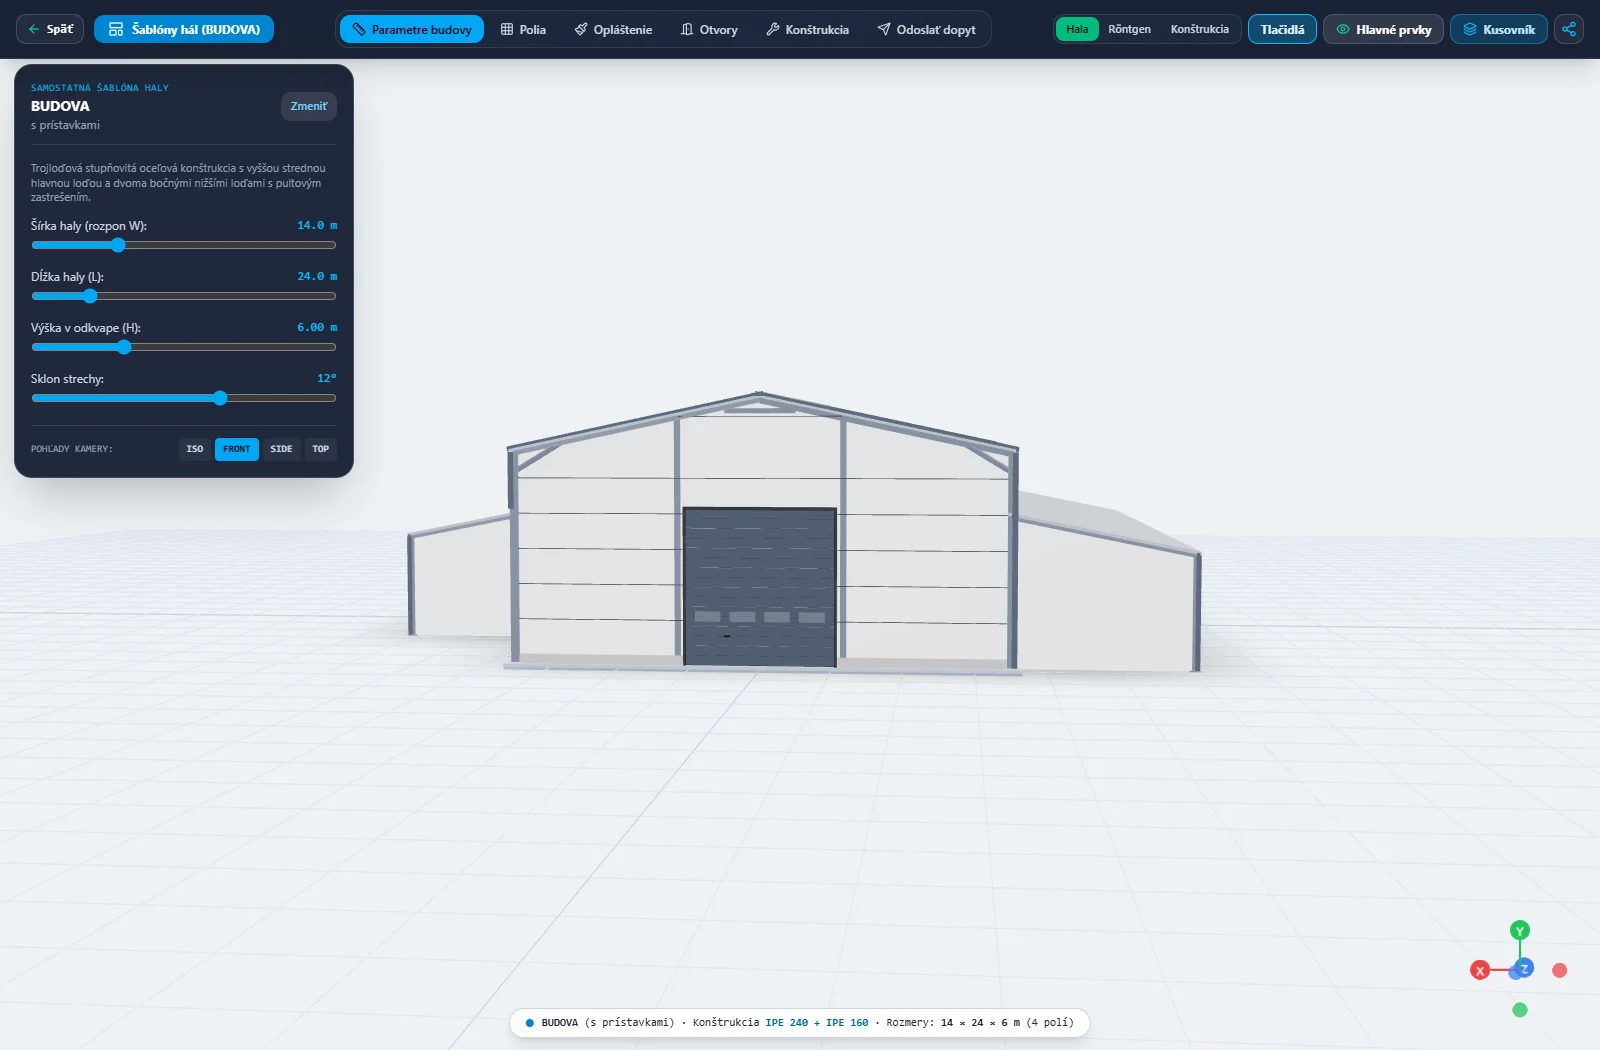 Späť
Šablóny hál (BUDOVA)
Parametre budovy
Polia
Opláštenie
Otvory
Konštrukcia
Odoslať dopyt
Hala
Röntgen
Konštrukcia
Tlačidlá
Hlavné prvky
Kusovník
SAMOSTATNÁ ŠABLÓNA HALY
BUDOVA
s prístavkami
Zmeniť
Trojloďová stupňovitá oceľová konštrukcia s vyššou strednou
hlavnou loďou a dvoma bočnými nižšími loďami s pultovým
zastrešením.
Šírka haly (rozpon W): 14.0 m
Dĺžka haly (L): 24.0 m
Výška v odkvape (H): 6.00 m
Sklon strechy: 12°
POHĽADY KAMERY: ISO FRONT SIDE TOP
Y
X
Z
BUDOVA (s prístavkami) · Konštrukcia IPE 240 + IPE 160 · Rozmery: 14 × 24 × 6 m (4 polí)